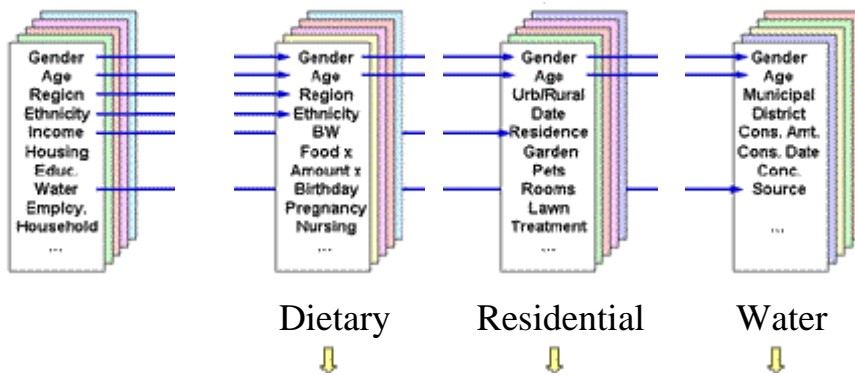 Gender
Age
Region
Ethnicity
Income
Housing
Educ.
Water
Employ.
Household
...
Gender
Age
Region
Ethnicity
BW
Food x
Amount x
Birthday
Pregnancy
Nursing
...
Gender
Age
Urb/Rural
Date
Residence
Garden
Pets
Rooms
Lawn
Treatment
...
Gender
Age
Municipal
District
Cons. Amt.
Cons. Date
Conc.
Source
...
Dietary
Residential
Water